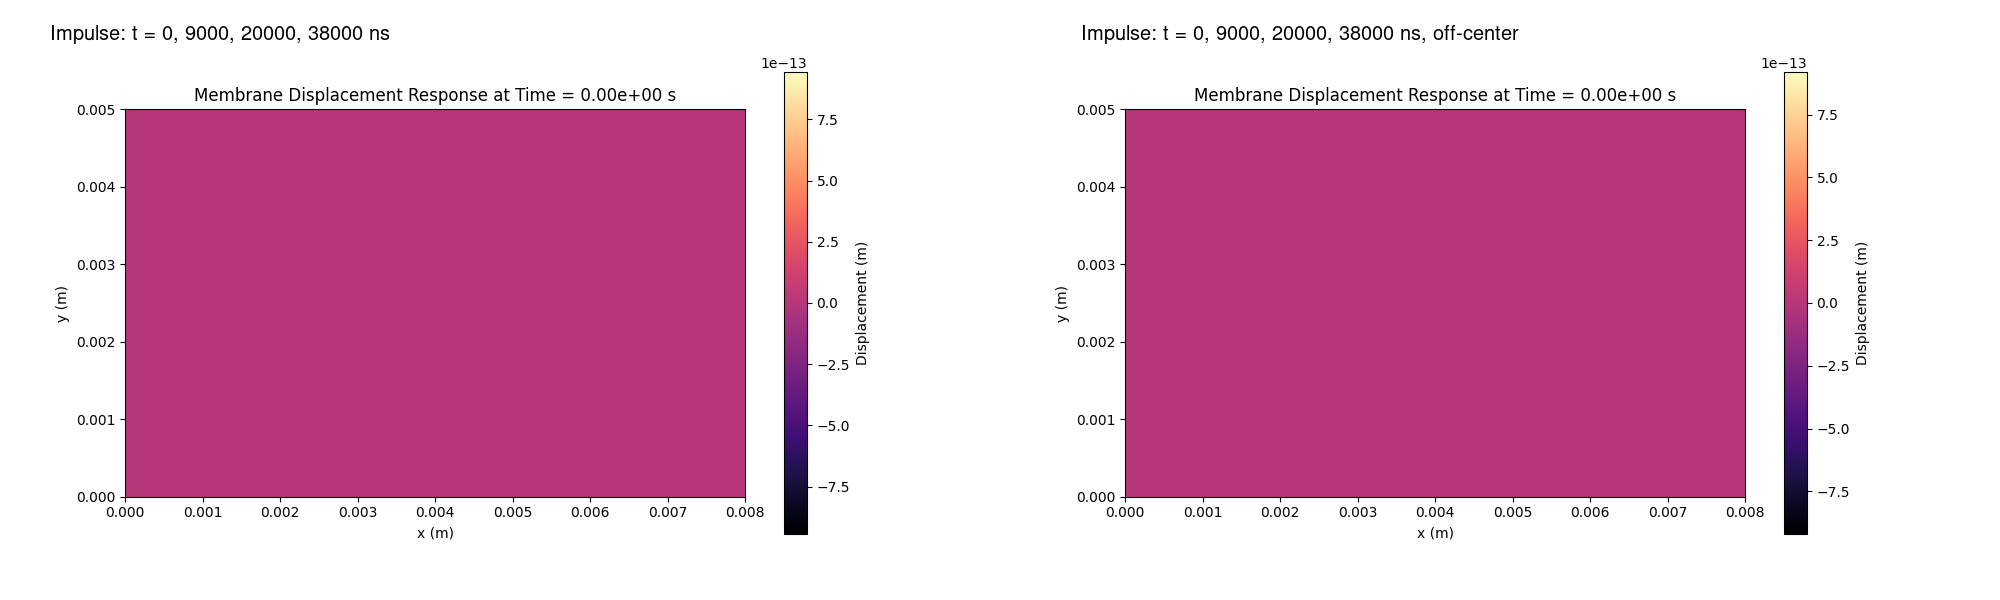 Impulse: t = 0, 9000, 20000, 38000 ns
1e−13
Membrane Displacement Response at Time = 0.00e+00 s
0.005
0.004
0.003
0.002
0.001
0.000
y (m)
0.000 0.001 0.002 0.003 0.004 0.005 0.006 0.007 0.008
x (m)
7.5
5.0
2.5
0.0
−2.5
−5.0
−7.5
Displacement (m)
Impulse: t = 0, 9000, 20000, 38000 ns, off-center
1e−13
Membrane Displacement Response at Time = 0.00e+00 s
0.005
0.004
0.003
0.002
0.001
0.000
y (m)
0.000 0.001 0.002 0.003 0.004 0.005 0.006 0.007 0.008
x (m)
7.5
5.0
2.5
0.0
−2.5
−5.0
−7.5
Displacement (m)